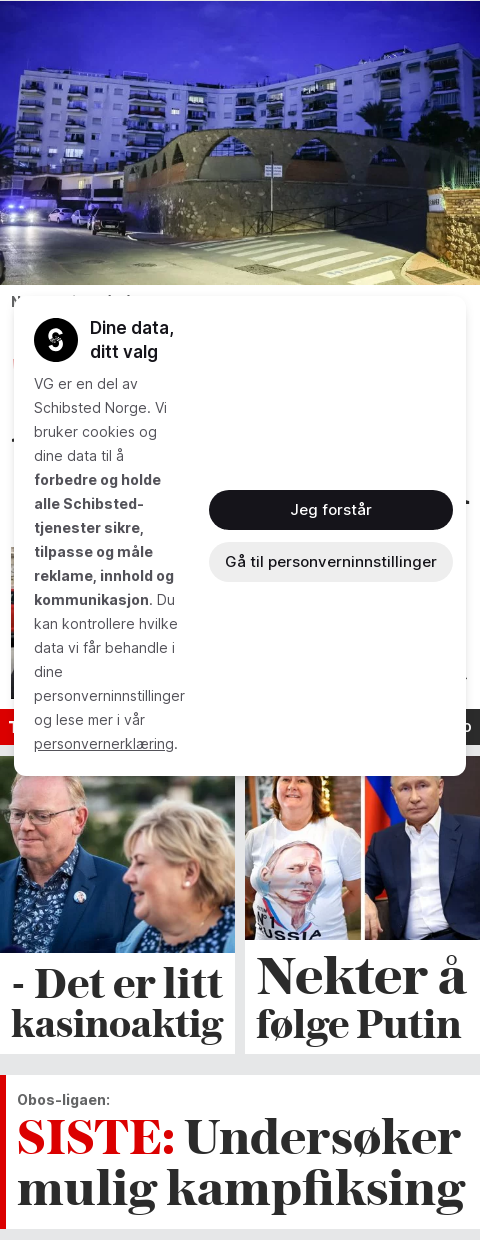 Dine data,
ditt valg
VG er en del av
Schibsted Norge. Vi
bruker cookies og
dine data til å
forbedre og holde
alle Schibsted-
tjenester sikre,
tilpasse og måle
reklame, innhold og
kommunikasjon. Du
kan kontrollere hvilke
data vi får behandle i
dine
personverninnstillinger
og lese mer i vår
personvernerklæring.
Jeg forstår
Gå til personverninnstillinger
Nº1
RUSSIA
- Det er litt
kasinoaktig
Nekter å
følge Putin
Obos-ligaen:
SISTE: Undersøker
mulig kampfiksing